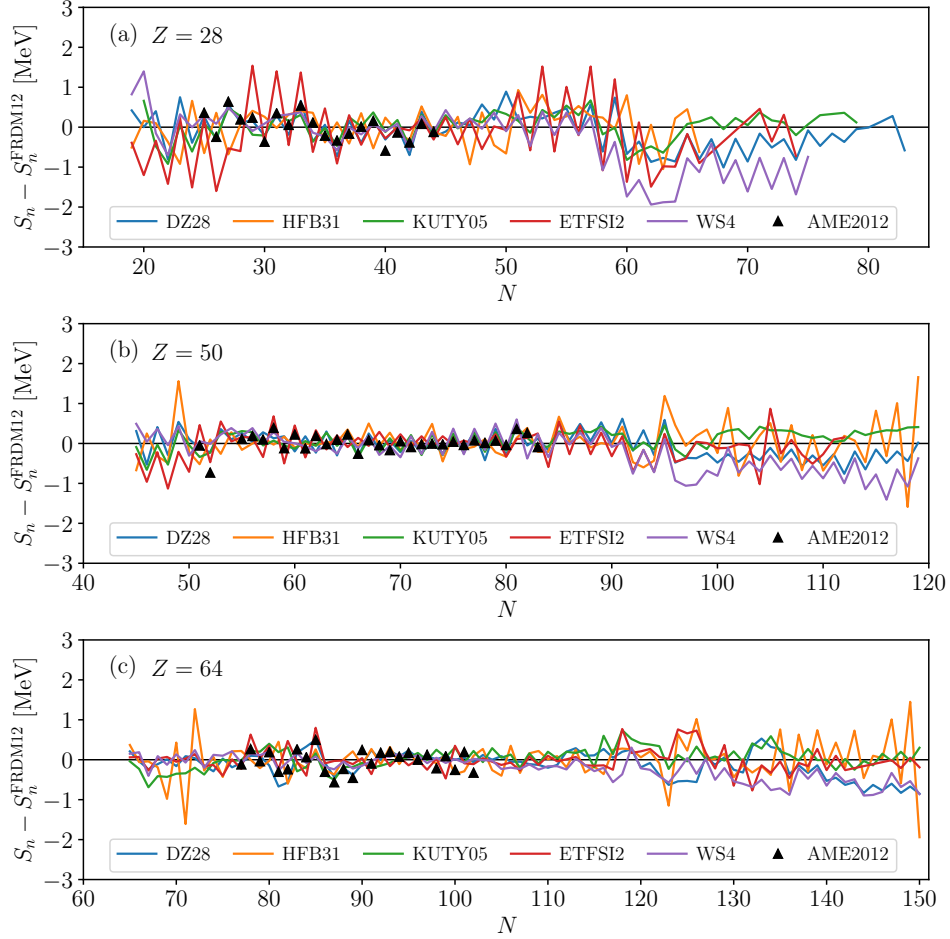 (a) Z = 28
S_n − S_n^FRDM12 [MeV]
3
2
1
0
−1
−2
−3
DZ28 HFB31 KUTY05 ETFSI2 WS4 AME2012
20 30 40 50 60 70 80
N
(b) Z = 50
S_n − S_n^FRDM12 [MeV]
3
2
1
0
−1
−2
−3
DZ28 HFB31 KUTY05 ETFSI2 WS4 AME2012
40 50 60 70 80 90 100 110 120
N
(c) Z = 64
S_n − S_n^FRDM12 [MeV]
3
2
1
0
−1
−2
−3
DZ28 HFB31 KUTY05 ETFSI2 WS4 AME2012
60 70 80 90 100 110 120 130 140 150
N